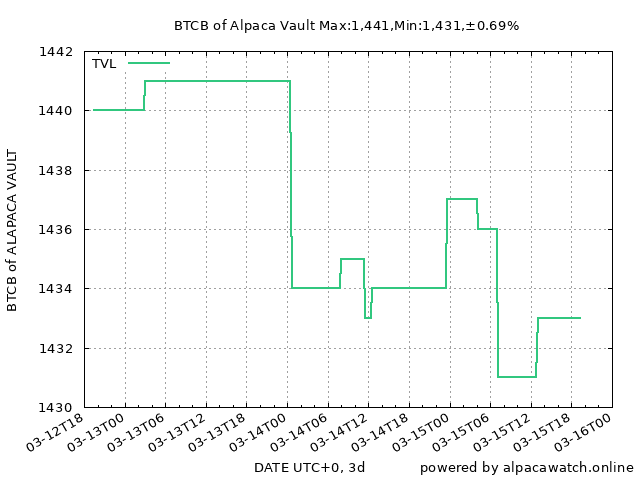 BTCB of Alpaca Vault Max:1,441,Min:1,431,±0.69%
TVL
1442
1440
1438
1436
1434
1432
1430
BTCB of ALAPACA VAULT
03-12T18
03-13T00
03-13T06
03-13T12
03-13T18
03-14T00
03-14T06
03-14T12
03-14T18
03-15T00
03-15T06
03-15T12
03-15T18
03-16T00
DATE UTC+0, 3d
powered by alpacawatch.online